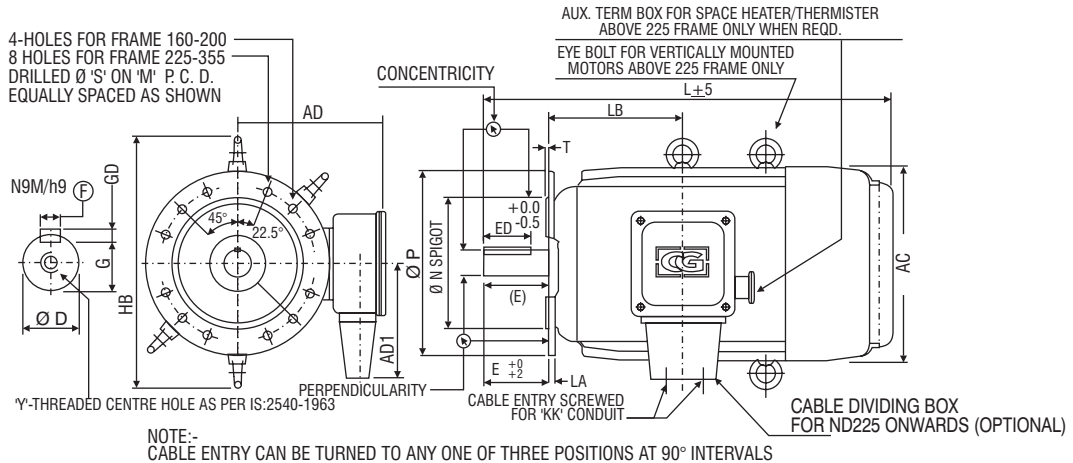 4-HOLES FOR FRAME 160-200
8 HOLES FOR FRAME 225-355
DRILLED Ø 'S' ON 'M' P. C. D.
EQUALLY SPACED AS SHOWN
AUX. TERM BOX FOR SPACE HEATER/THERMISTER
ABOVE 225 FRAME ONLY WHEN REQD.
EYE BOLT FOR VERTICALLY MOUNTED
MOTORS ABOVE 225 FRAME ONLY
CONCENTRICITY
L±5
AD
LB
T
N9M/h9
F
GD
G
Ø D
HB
45°
22.5°
AD1
Ø P
Ø N SPIGOT
+0.0
ED -0.5
(E)
E +0
+2
LA
CG
AC
PERPENDICULARITY
'Y'-THREADED CENTRE HOLE AS PER IS:2540-1963
CABLE ENTRY SCREWED
FOR 'KK' CONDUIT
CABLE DIVIDING BOX
FOR ND225 ONWARDS (OPTIONAL)
NOTE:-
CABLE ENTRY CAN BE TURNED TO ANY ONE OF THREE POSITIONS AT 90° INTERVALS